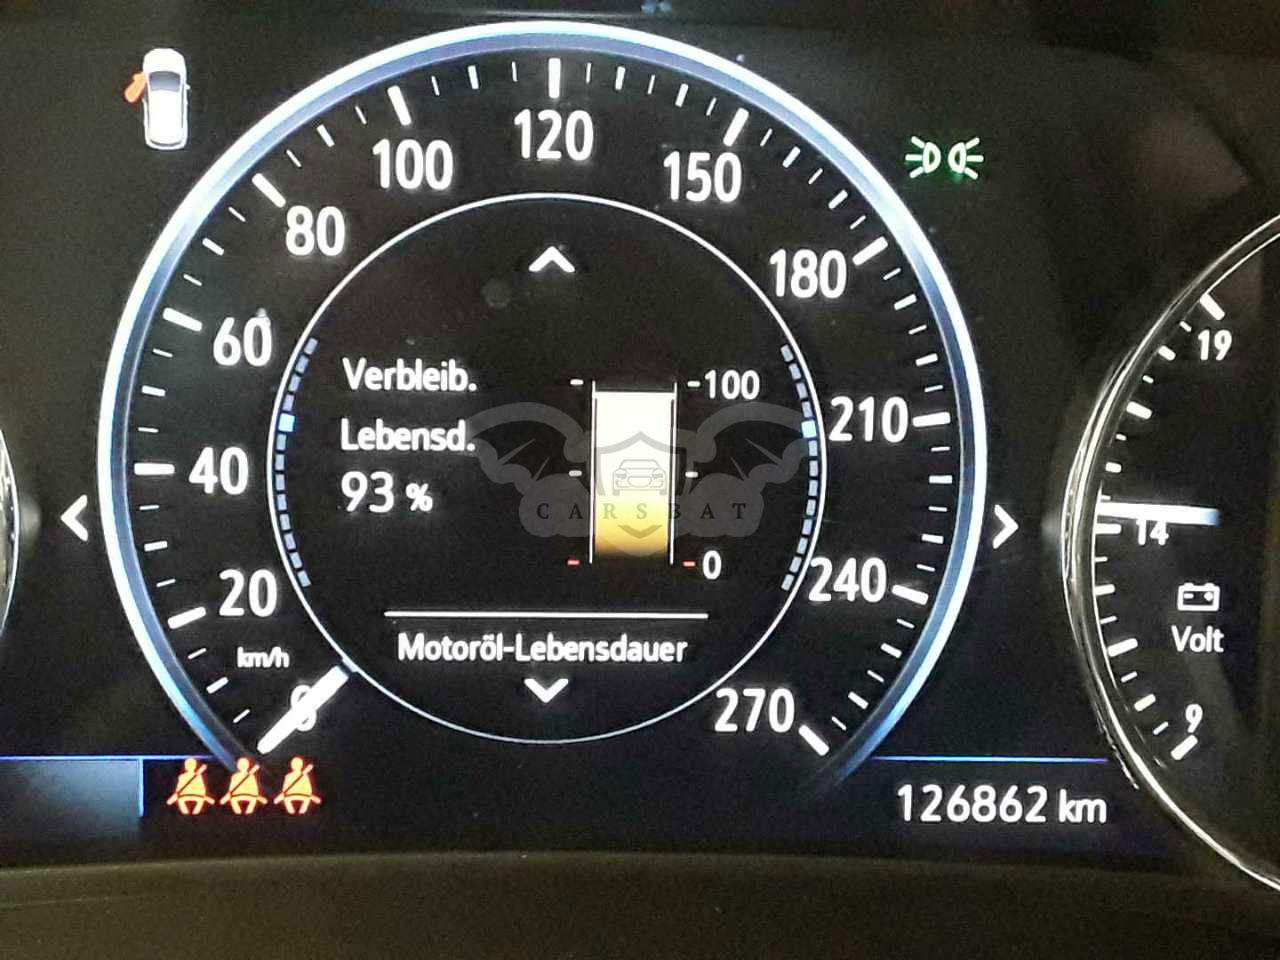 120
100
150
80
180
60
19
Verbleib.
100
Lebensd.
210
40
93 %
CARSBAT
14
0
240
20
Volt
Motoröl-Lebensdauer
km/h
0
270
9
126862 km